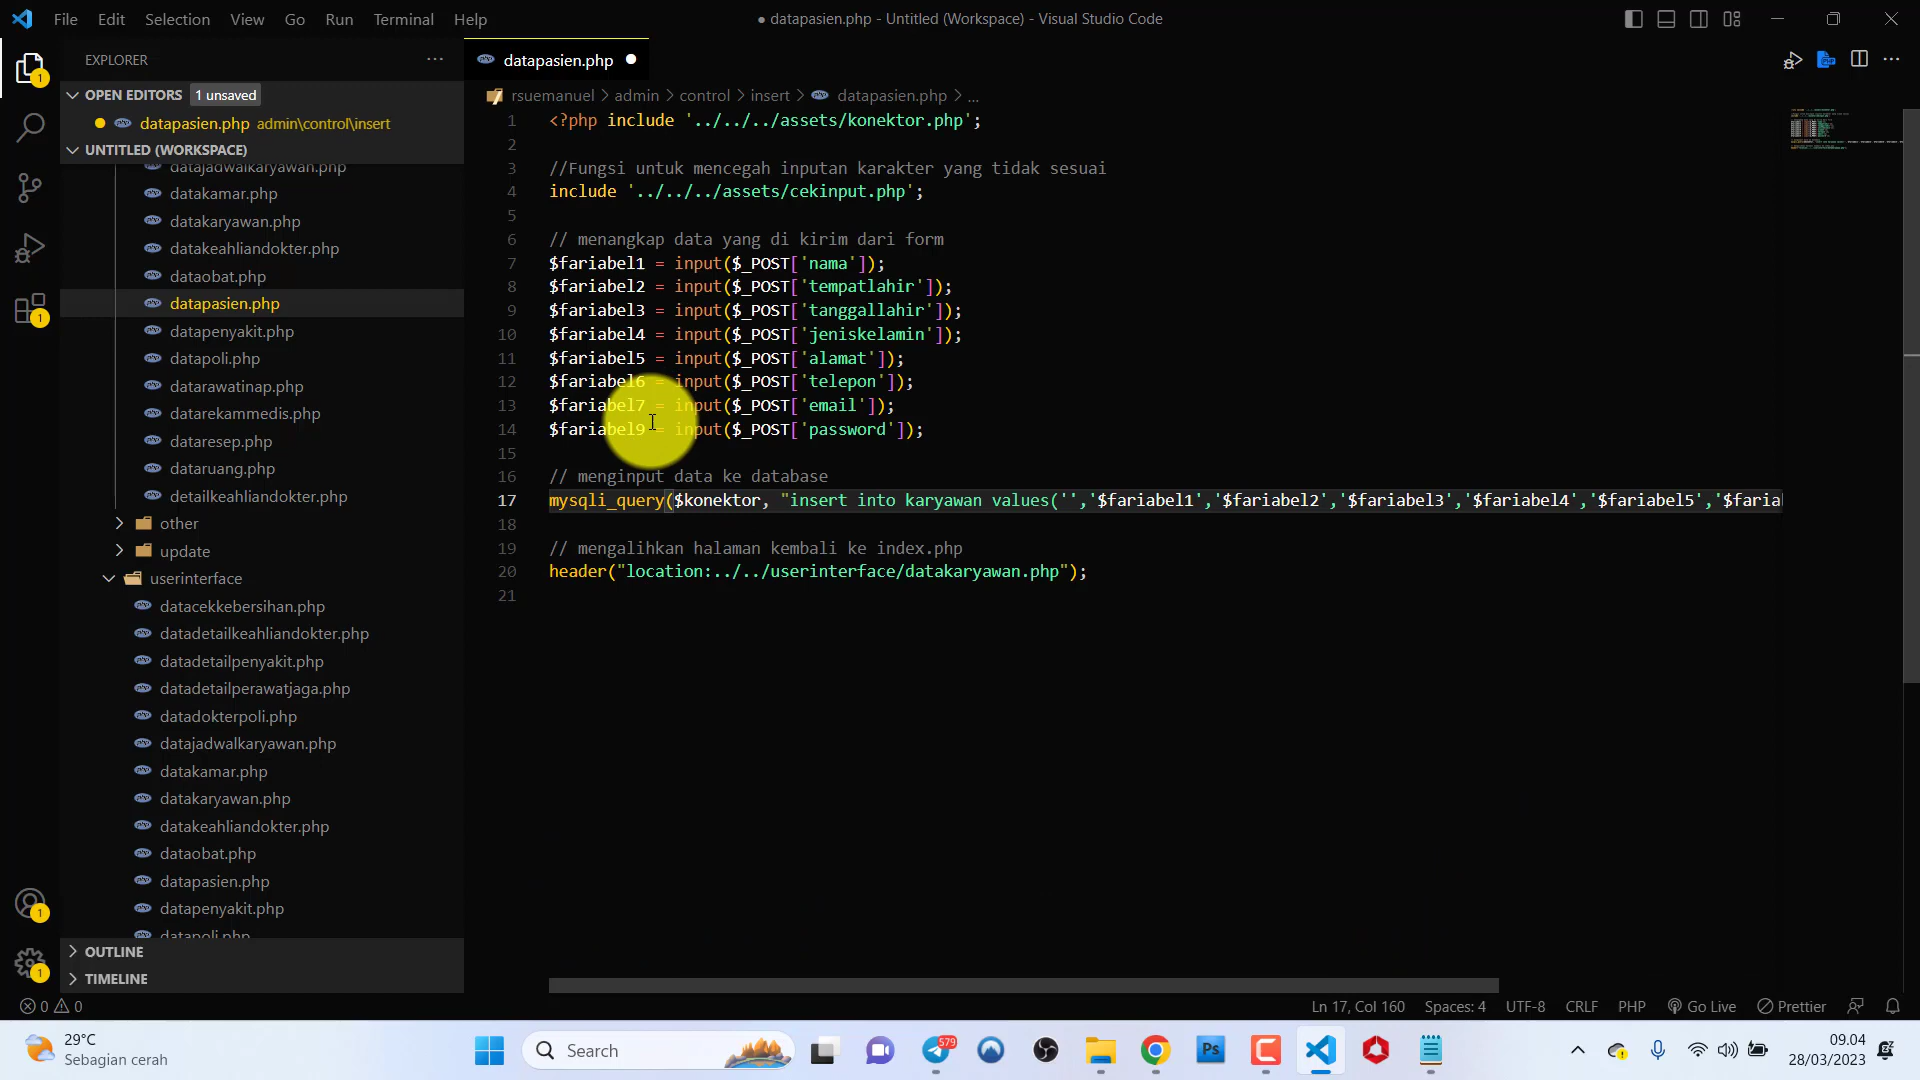 File Edit Selection View Go Run Terminal Help
● datapasien.php - Untitled (Workspace) - Visual Studio Code
EXPLORER
datapasien.php
OPEN EDITORS 1 unsaved
datapasien.php admin\control\insert
UNTITLED (WORKSPACE)
datajadwalkaryawan.php
datakamar.php
datakaryawan.php
datakeahliandokter.php
dataobat.php
datapasien.php
datapenyakit.php
datapoli.php
datarawatinap.php
datarekammedis.php
dataresep.php
dataruang.php
detailkeahliandokter.php
other
update
userinterface
datacekkebersihan.php
datadetailkeahliandokter.php
datadetailpenyakit.php
datadetailperawatjaga.php
datadokterpoli.php
datajadwalkaryawan.php
datakamar.php
datakaryawan.php
datakeahliandokter.php
dataobat.php
datapasien.php
datapenyakit.php
datapoli.php
OUTLINE
TIMELINE
rsuemanuel > admin > control > insert > datapasien.php > ...
1 <?php include '../../../assets/konektor.php';
2
3 //Fungsi untuk mencegah inputan karakter yang tidak sesuai
4 include '../../../assets/cekinput.php';
5
6 // menangkap data yang di kirim dari form
7 $fariabel1 = input($_POST['nama']);
8 $fariabel2 = input($_POST['tempatlahir']);
9 $fariabel3 = input($_POST['tanggallahir']);
10 $fariabel4 = input($_POST['jeniskelamin']);
11 $fariabel5 = input($_POST['alamat']);
12 $fariabel6 = input($_POST['telepon']);
13 $fariabel7 = input($_POST['email']);
14 $fariabel9 = input($_POST['password']);
15
16 // menginput data ke database
17 mysqli_query($konektor, "insert into karyawan values('','$fariabel1','$fariabel2','$fariabel3','$fariabel4','$fariabel5','$faria
18
19 // mengalihkan halaman kembali ke index.php
20 header("location:../../userinterface/datakaryawan.php");
21
0 0
Ln 17, Col 160 Spaces: 4 UTF-8 CRLF PHP Go Live Prettier
29°C
Sebagian cerah
Search
579
Ps
09.04
28/03/2023